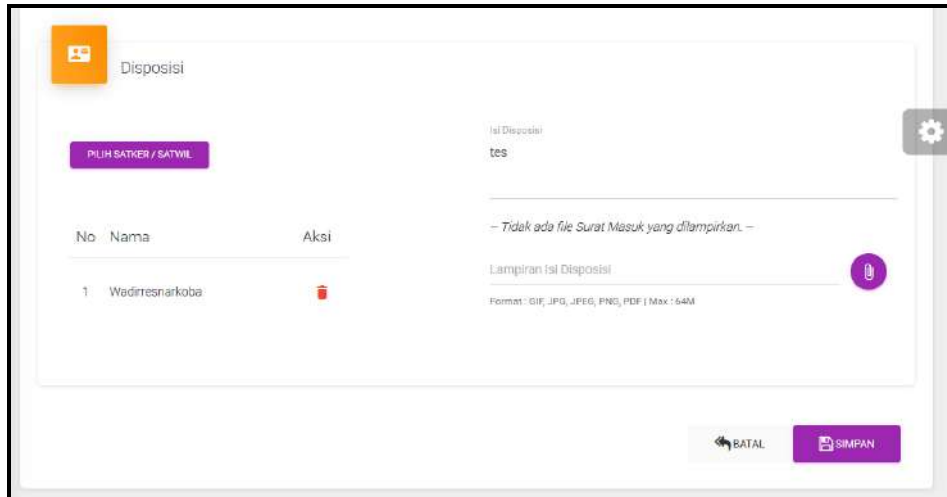 Disposisi
PILIH SATKER / SATWIL
No Nama Aksi
1 Wadirresnarkoba
Isi Disposisi
tes
-- Tidak ada file Surat Masuk yang dilampirkan. --
Lampiran Isi Disposisi
Format : GIF, JPG, JPEG, PNG, PDF | Max : 64M
BATAL
SIMPAN